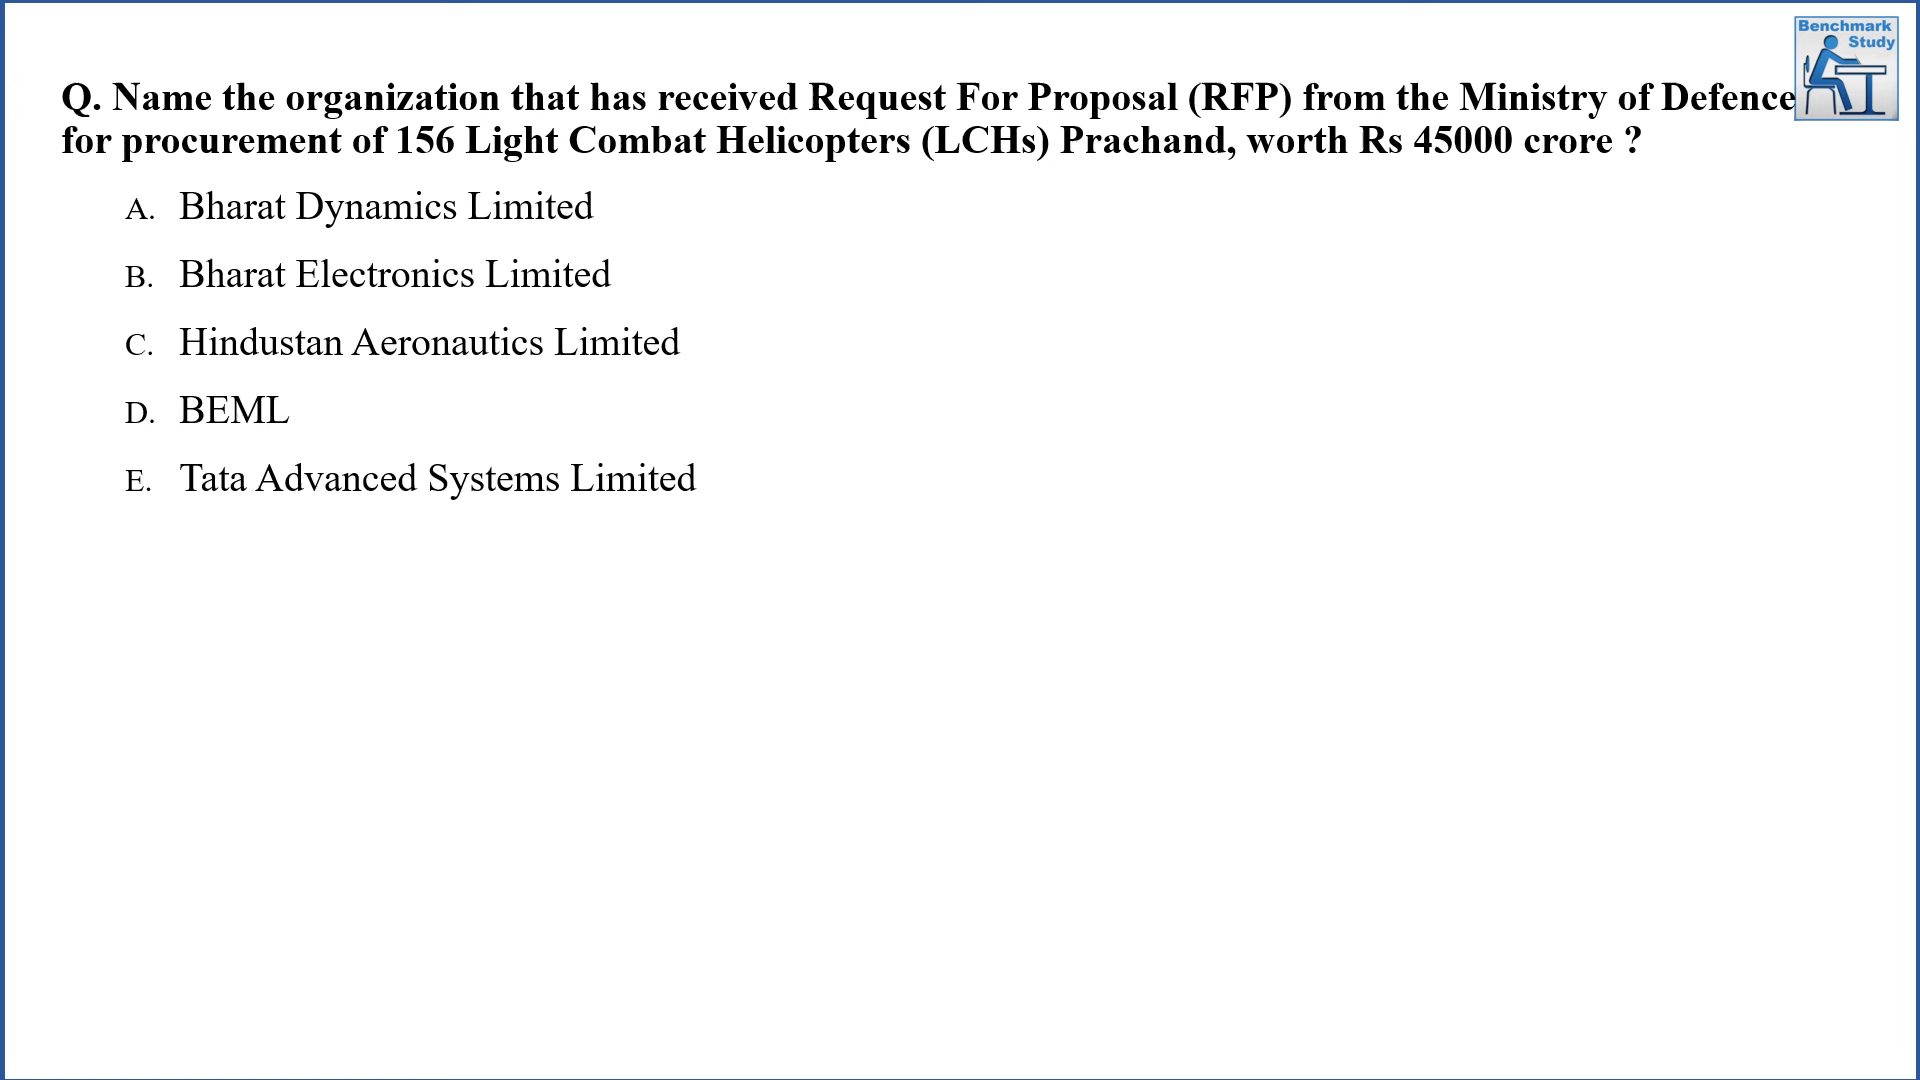 Benchmark
Study
Q. Name the organization that has received Request For Proposal (RFP) from the Ministry of Defence
for procurement of 156 Light Combat Helicopters (LCHs) Prachand, worth Rs 45000 crore ?
A. Bharat Dynamics Limited
B. Bharat Electronics Limited
C. Hindustan Aeronautics Limited
D. BEML
E. Tata Advanced Systems Limited